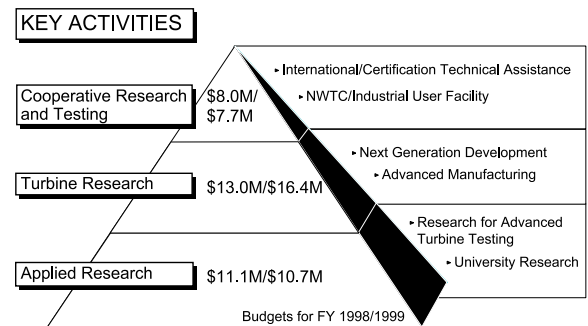 KEY ACTIVITIES
Cooperative Research
and Testing
$8.0M/
$7.7M
‣ International/Certification Technical Assistance
‣ NWTC/Industrial User Facility
Turbine Research
$13.0M/$16.4M
‣ Next Generation Development
‣ Advanced Manufacturing
Applied Research
$11.1M/$10.7M
‣ Research for Advanced
Turbine Testing
‣ University Research
Budgets for FY 1998/1999